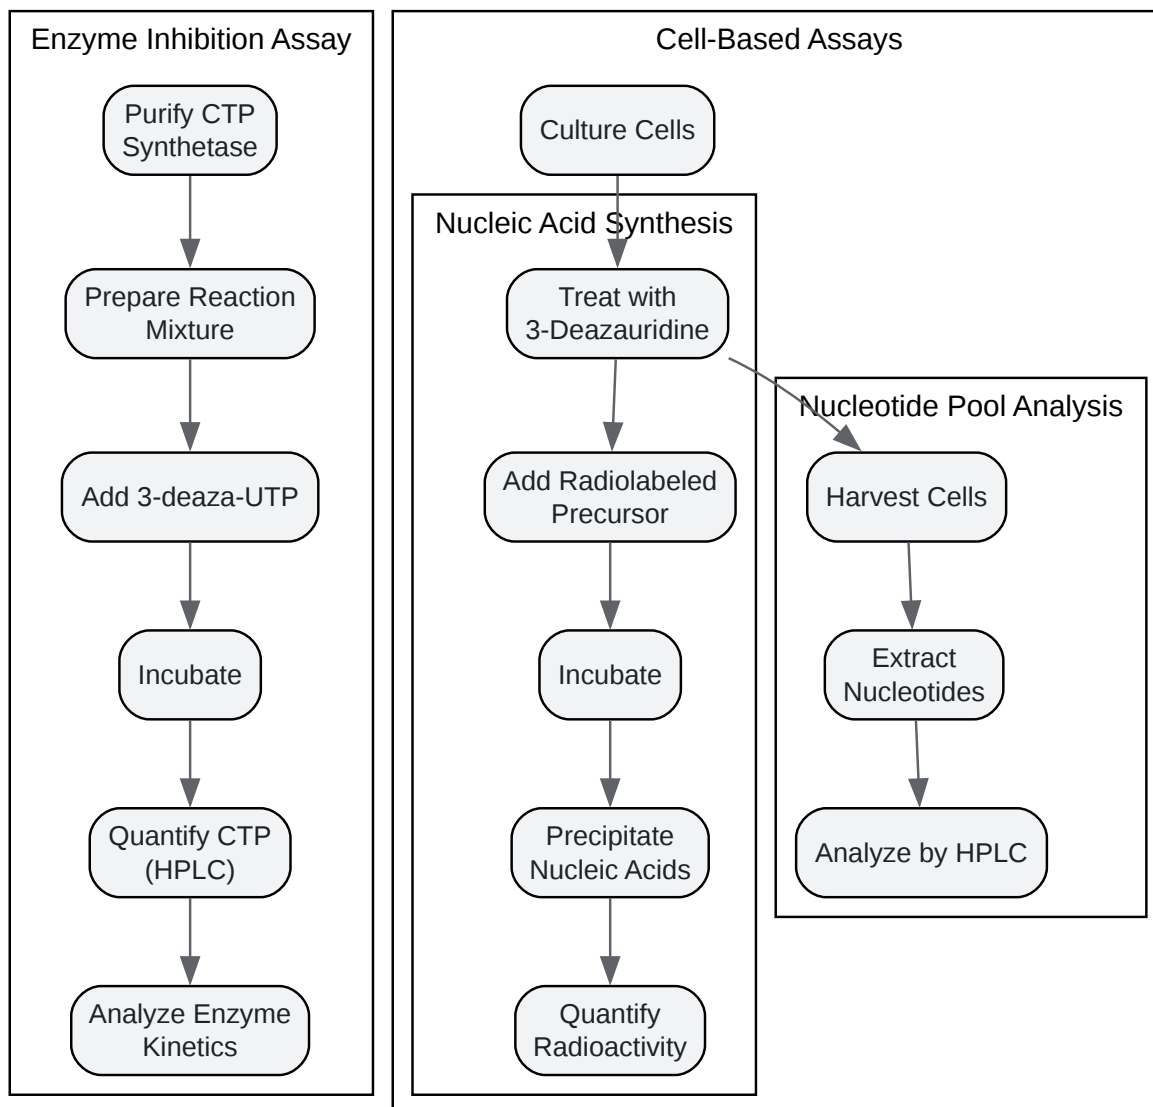 Enzyme Inhibition Assay
Purify CTP
Synthetase
Prepare Reaction
Mixture
Add 3-deaza-UTP
Incubate
Quantify CTP
(HPLC)
Analyze Enzyme
Kinetics
Cell-Based Assays
Culture Cells
Nucleic Acid Synthesis
Treat with
3-Deazauridine
Add Radiolabeled
Precursor
Incubate
Precipitate
Nucleic Acids
Quantify
Radioactivity
Nucleotide Pool Analysis
Harvest Cells
Extract
Nucleotides
Analyze by HPLC